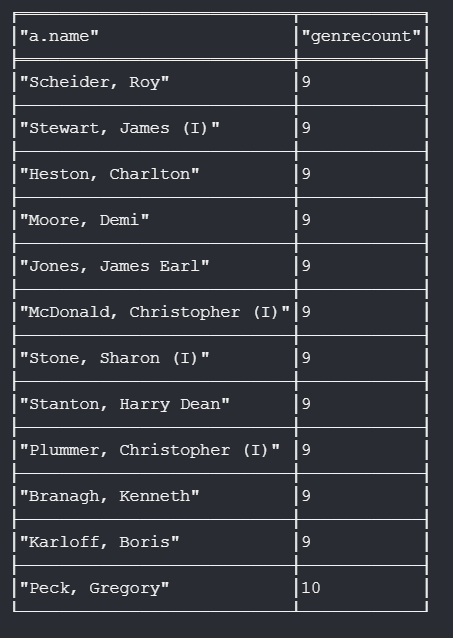 "a.name" "genrecount"
"Scheider, Roy" 9
"Stewart, James (I)" 9
"Heston, Charlton" 9
"Moore, Demi" 9
"Jones, James Earl" 9
"McDonald, Christopher (I)" 9
"Stone, Sharon (I)" 9
"Stanton, Harry Dean" 9
"Plummer, Christopher (I)" 9
"Branagh, Kenneth" 9
"Karloff, Boris" 9
"Peck, Gregory" 10